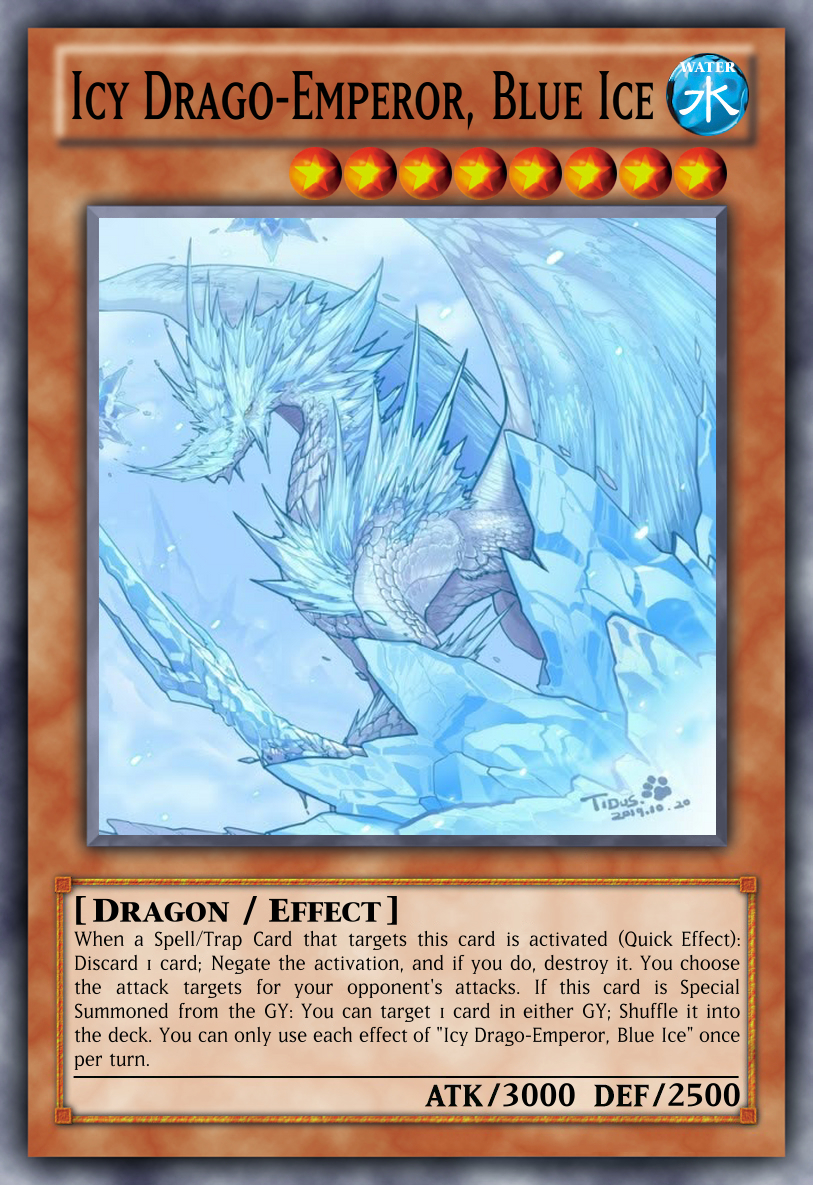 Icy Drago-Emperor, Blue Ice
WATER
水
TIDUS.
2019.10.20
[ Dragon / Effect ]
When a Spell/Trap Card that targets this card is activated (Quick Effect):
Discard 1 card; Negate the activation, and if you do, destroy it. You choose
the attack targets for your opponent's attacks. If this card is Special
Summoned from the GY: You can target 1 card in either GY; Shuffle it into
the deck. You can only use each effect of "Icy Drago-Emperor, Blue Ice" once
per turn.
ATK/3000 DEF/2500